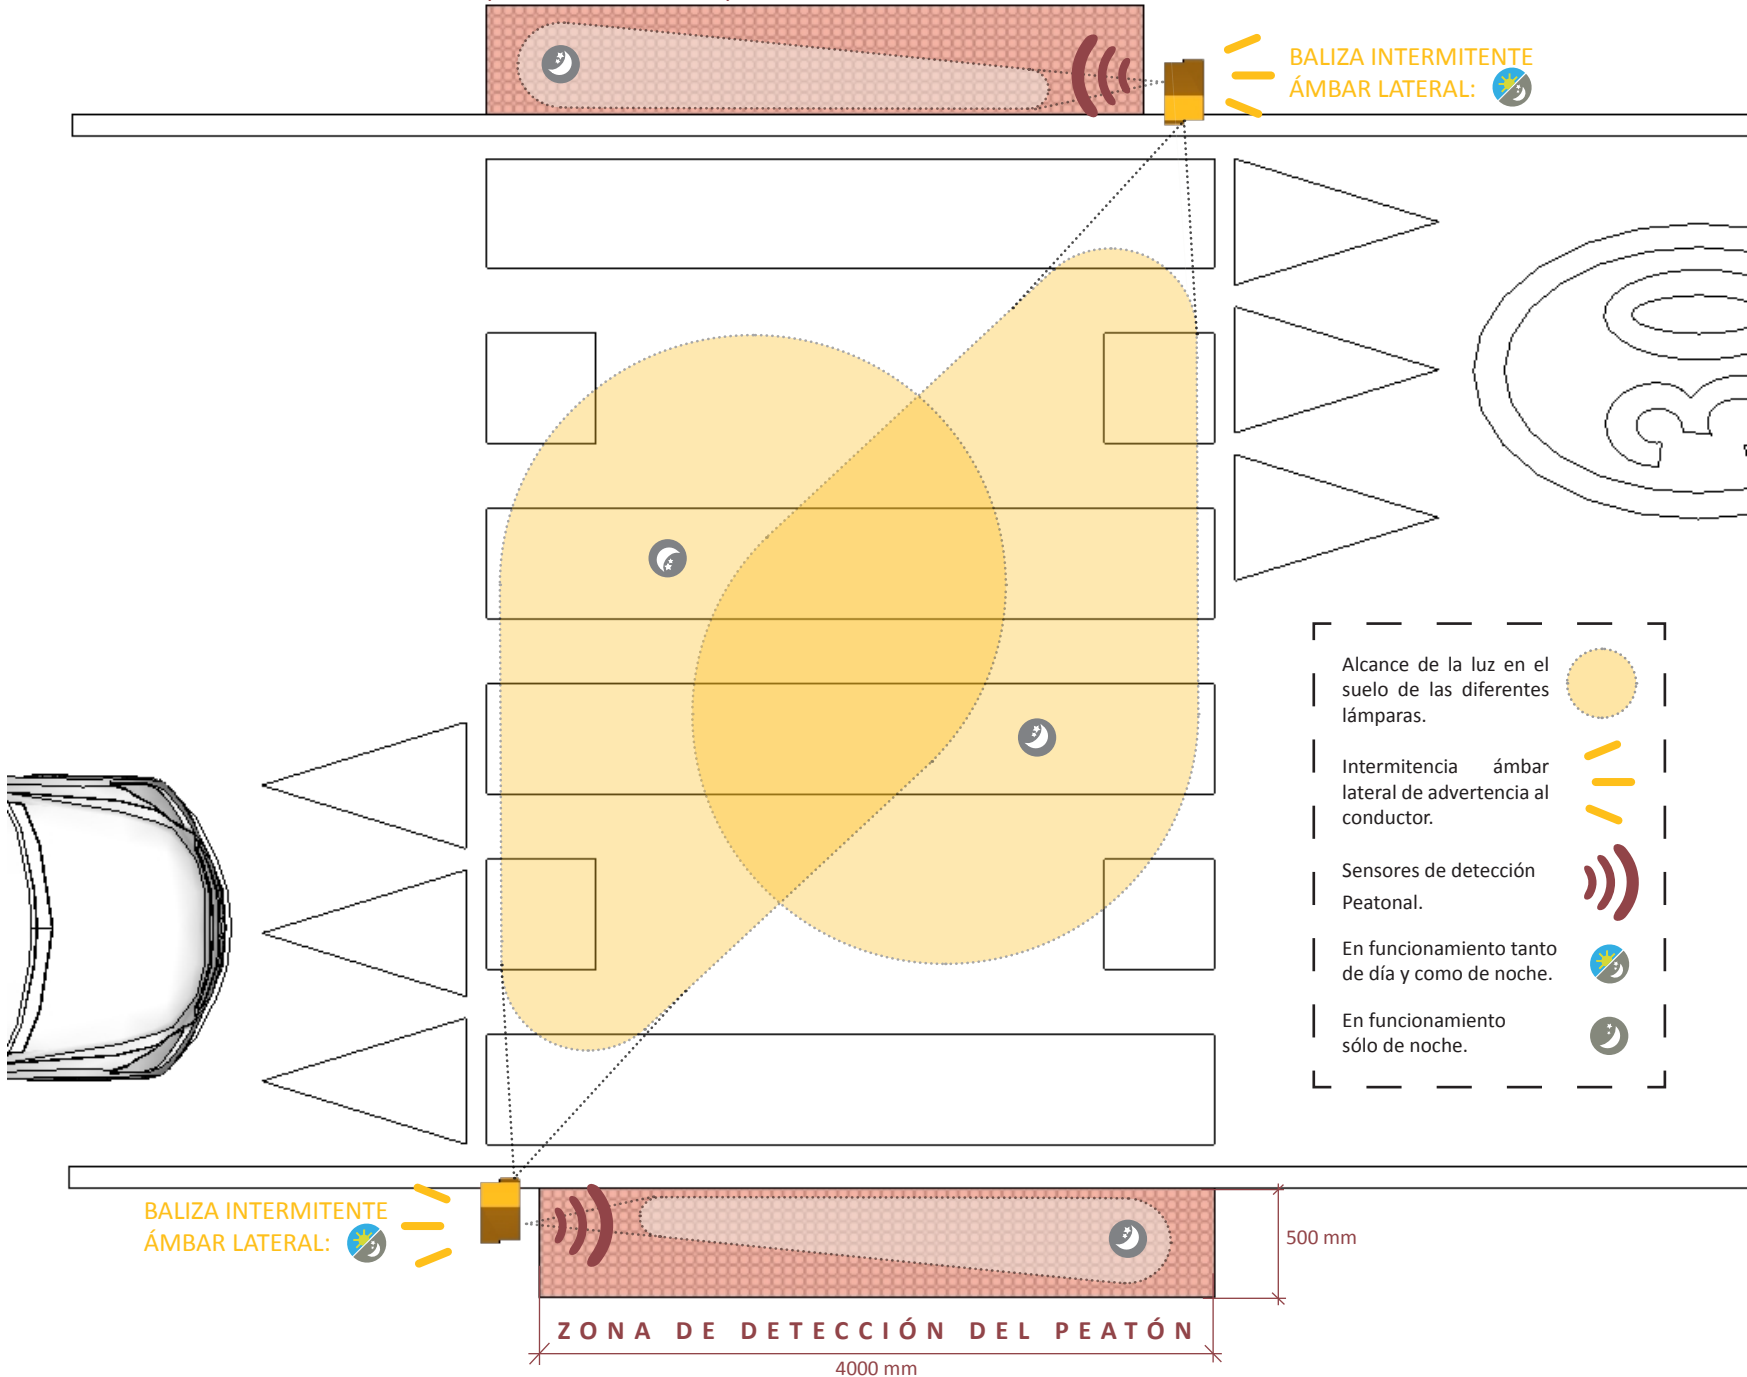 BALIZA INTERMITENTE
ÁMBAR LATERAL:
30
Alcance de la luz en el
suelo de las diferentes
lámparas.
Intermitencia ámbar
lateral de advertencia al
conductor.
Sensores de detección
Peatonal.
En funcionamiento tanto
de día y como de noche.
En funcionamiento
sólo de noche.
BALIZA INTERMITENTE
ÁMBAR LATERAL:
500 mm
ZONA DE DETECCIÓN DEL PEATÓN
4000 mm